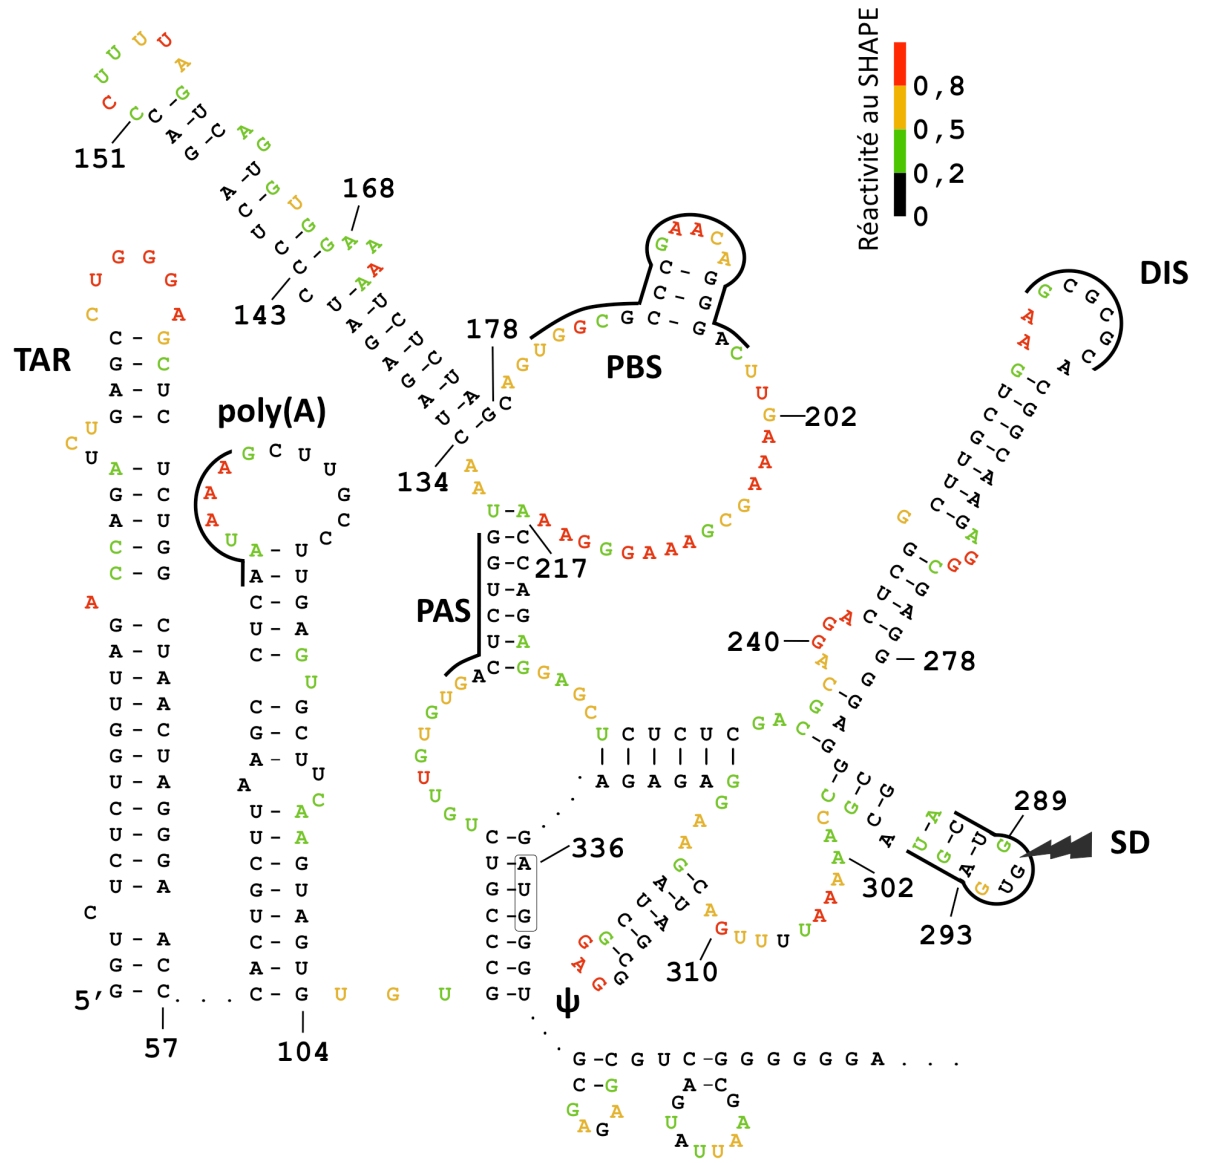 Réactivité au SHAPE
0,8
0,5
0,2
0
151
168
143
TAR
poly(A)
178
134
PBS
202
217
PAS
DIS
240
278
289
SD
293
302
310
336
ψ
5′
57
104
U G G G
C A
C - G
G C
A - U
G - C
U
C
U
A - U
G - C
A - U
C - G
C - G
A
G - C
A - U
U - A
U - A
G - C
G - U
U - A
C - G
U - G
C - G
U - A
C
U - A
G - C
G - C . . . C - G U G U G - U
A G C U U
A G
A C
U C
A - U
A - U
C - G
U - A
C - G
U
C - G
G - C
A - U
A U
C
U - A
U - A
G - U
U - A
C - G
A - U
U - A
G - C
G - C
U - A
C - G
U - A
C - G
U C U C U C
A G A G A G
C - G
U - A
G - U
C - G
C - G
C - G
G - C G U C - G G G G G G A . . .
C - G
A - C
G A
A G
G G
U A
A U U A